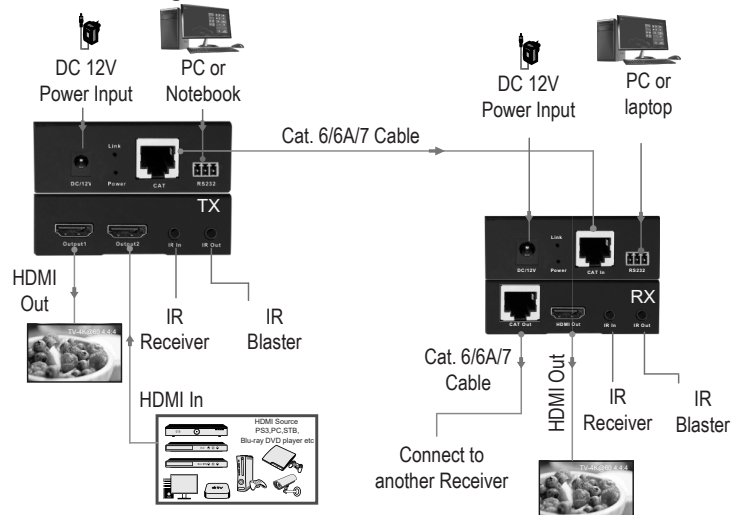 DC 12V
Power Input
PC or
Notebook
Link
DC/12V
Power
CAT
RS232
TX
Output1
Output2
IR In
IR Out
HDMI
Out
TV-4K@60 4:4:4
IR
Receiver
IR
Blaster
HDMI In
HDMI Source
PS3,PC,STB,
Blu-ray DVD player etc
Cat. 6/6A/7 Cable
DC 12V
Power Input
PC or
laptop
Link
DC/12V
Power
CAT In
RS232
RX
CAT Out
HDMI Out
IR In
IR Out
Cat. 6/6A/7
Cable
HDMI Out
IR
Receiver
IR
Blaster
Connect to
another Receiver
TV-4K@60 4:4:4